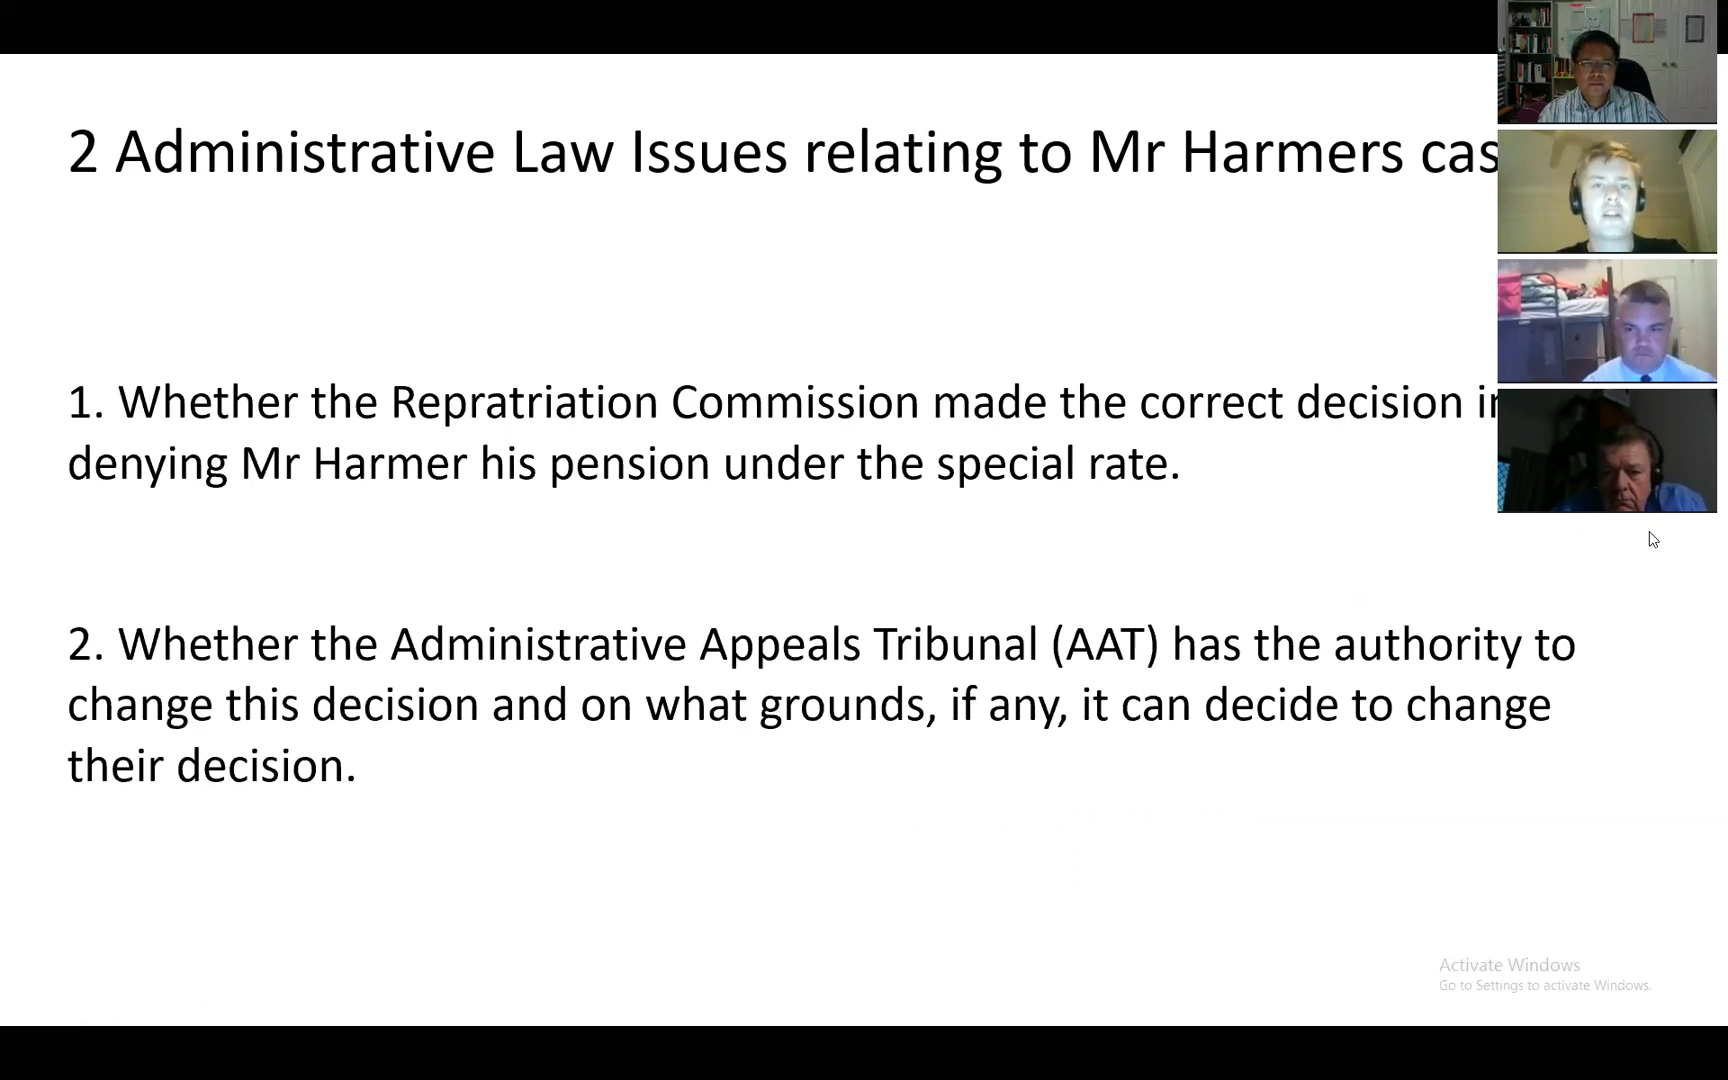 2 Administrative Law Issues relating to Mr Harmers cas
1. Whether the Repratriation Commission made the correct decision in
denying Mr Harmer his pension under the special rate.
2. Whether the Administrative Appeals Tribunal (AAT) has the authority to
change this decision and on what grounds, if any, it can decide to change
their decision.
Activate Windows
Go to Settings to activate Windows.